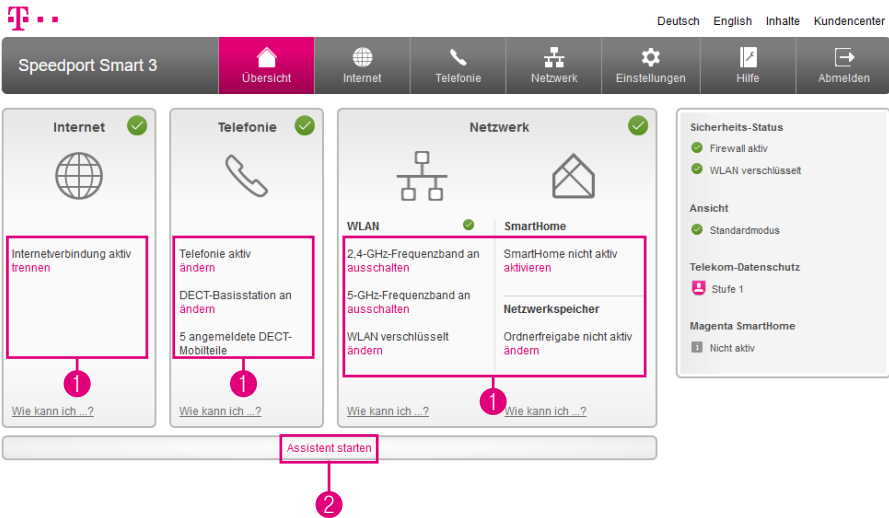 T
Deutsch English Inhalte Kundencenter
Speedport Smart 3
Übersicht
Internet
Telefonie
Netzwerk
Einstellungen
Hilfe
Abmelden
Internet
Internetverbindung aktiv
trennen
1
Wie kann ich ...?
Telefonie
Telefonie aktiv
ändern
DECT-Basisstation an
ändern
5 angemeldete DECT-
Mobilteile
1
Wie kann ich ...?
Netzwerk
WLAN
2,4-GHz-Frequenzband an
ausschalten
5-GHz-Frequenzband an
ausschalten
WLAN verschlüsselt
ändern
Wie kann ich ...?
SmartHome
SmartHome nicht aktiv
aktivieren
Netzwerkspeicher
Ordnerfreigabe nicht aktiv
ändern
1
Wie kann ich ...?
Assistent starten
2
Sicherheits-Status
Firewall aktiv
WLAN verschlüsselt
Ansicht
Standardmodus
Telekom-Datenschutz
Stufe 1
Magenta SmartHome
Nicht aktiv